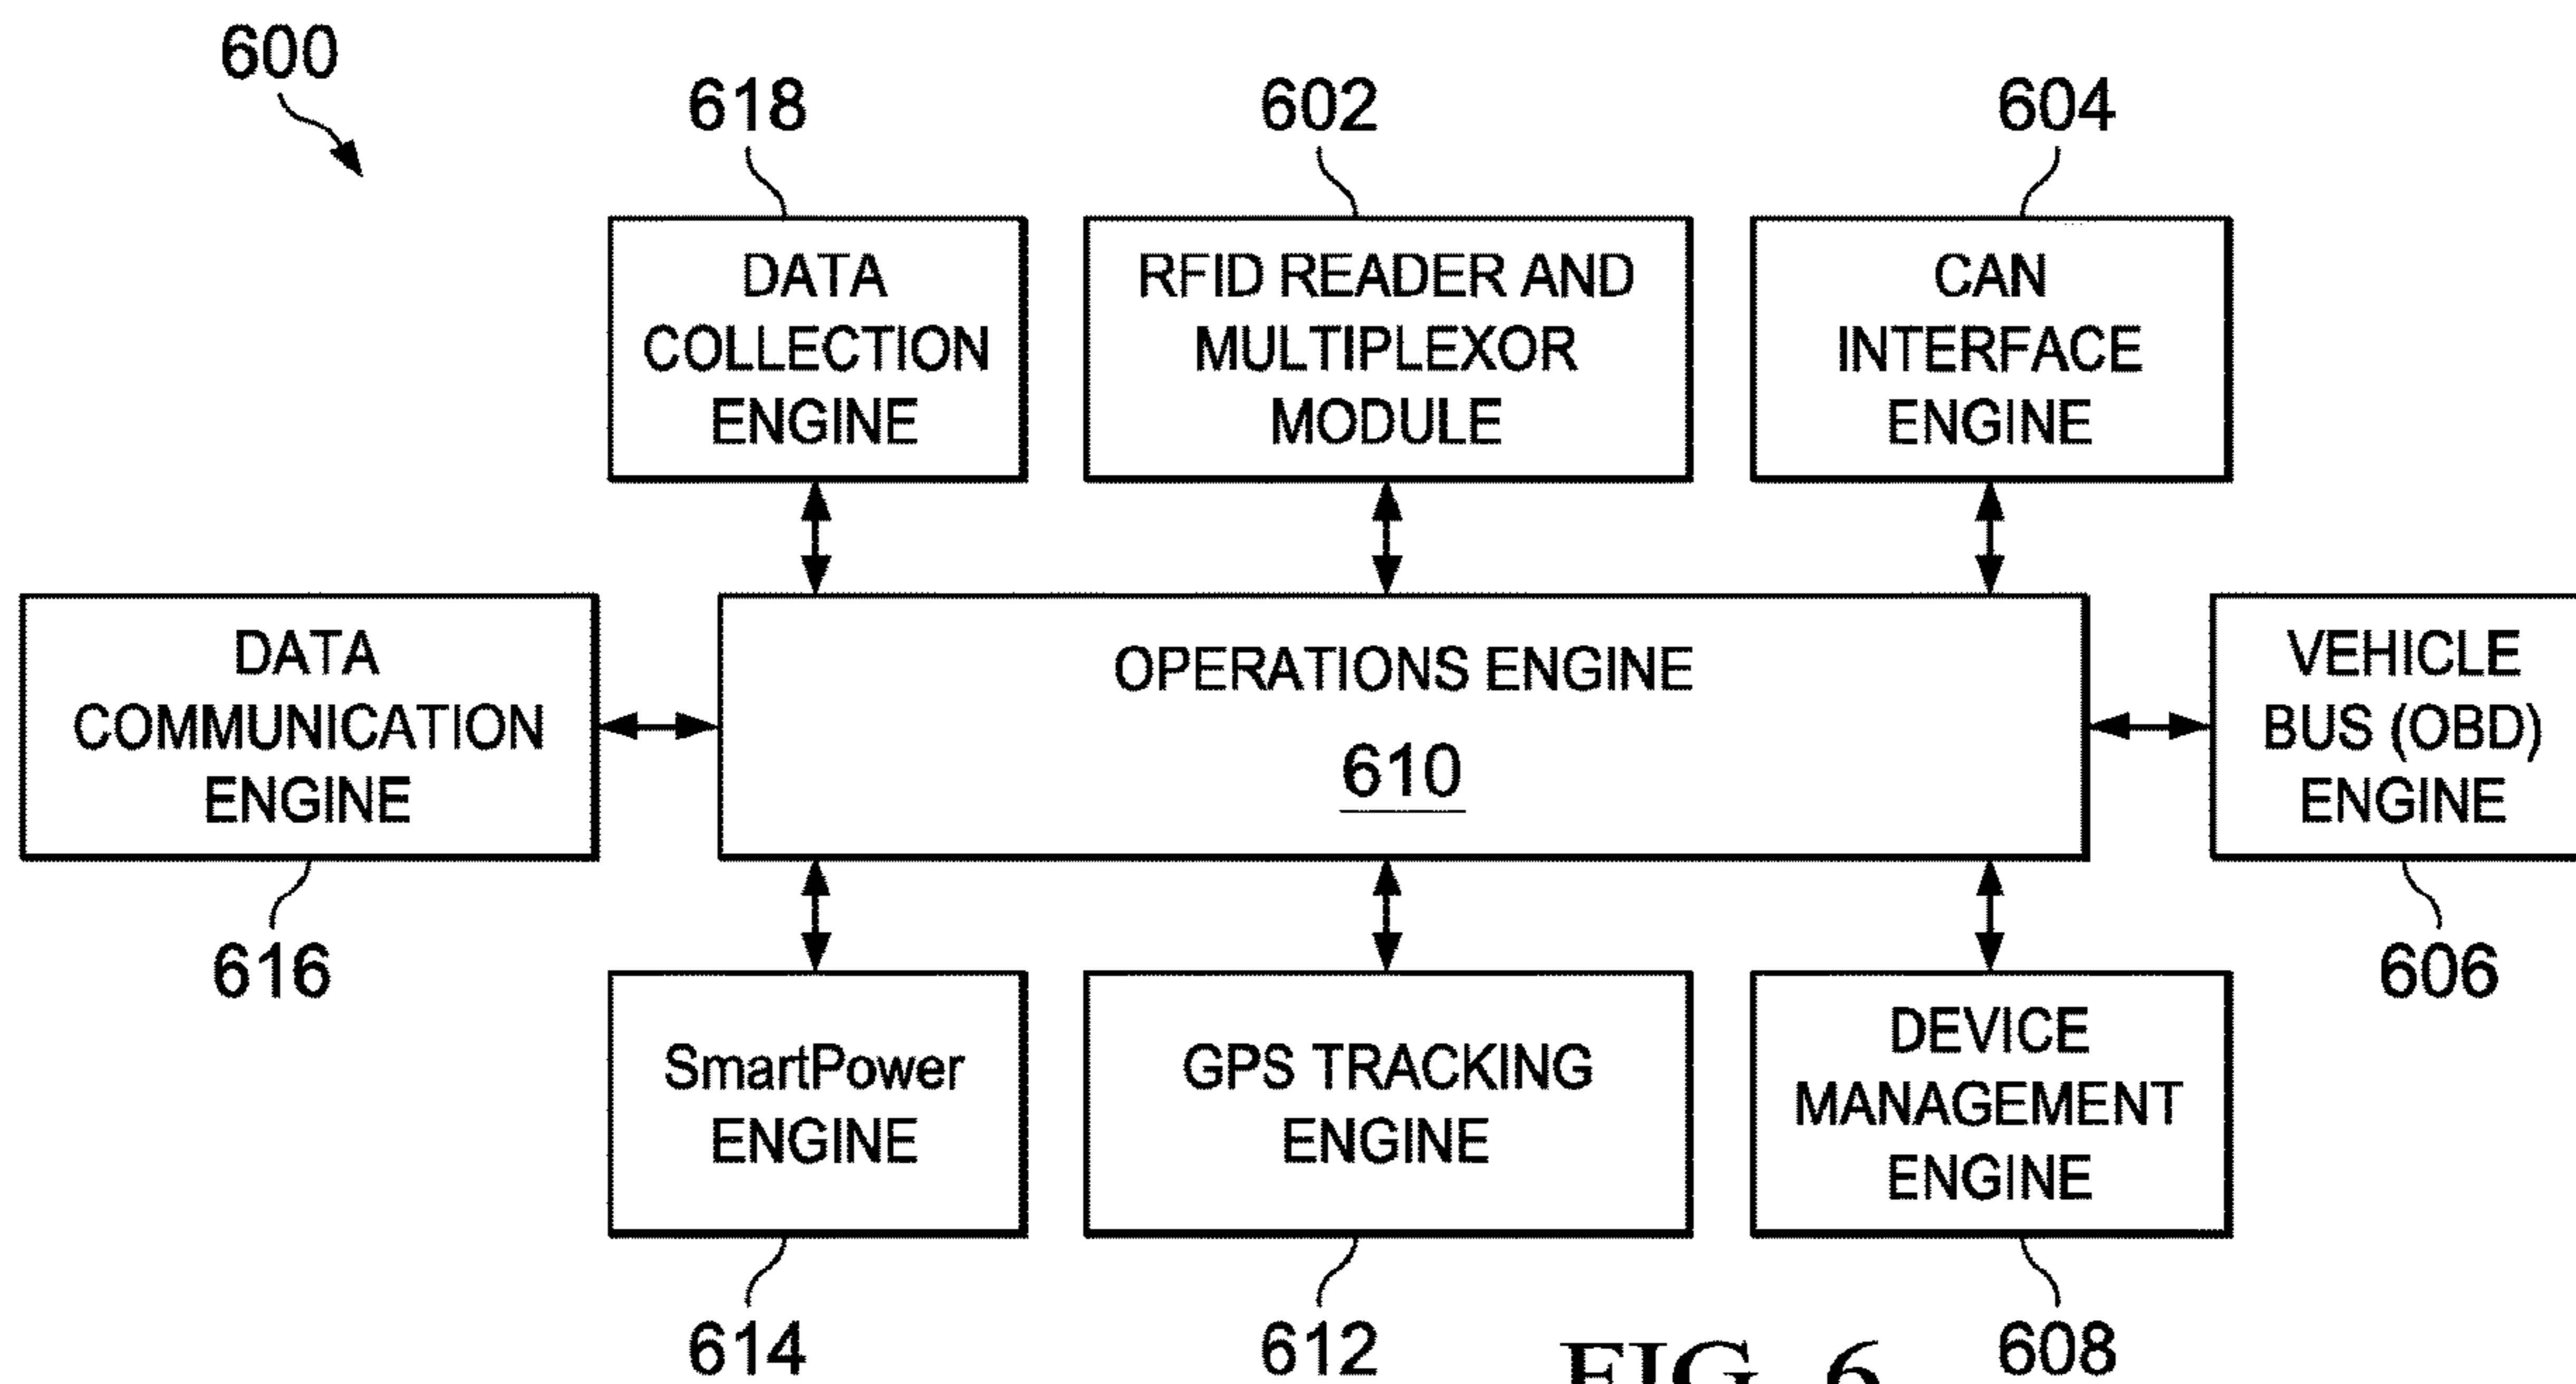 600
618
602
604
DATA
COLLECTION
ENGINE
RFID READER AND
MULTIPLEXOR
MODULE
CAN
INTERFACE
ENGINE
DATA
COMMUNICATION
ENGINE
OPERATIONS ENGINE
610
VEHICLE
BUS (OBD)
ENGINE
616
606
SmartPower
ENGINE
GPS TRACKING
ENGINE
DEVICE
MANAGEMENT
ENGINE
614
612
FIG. 6
608